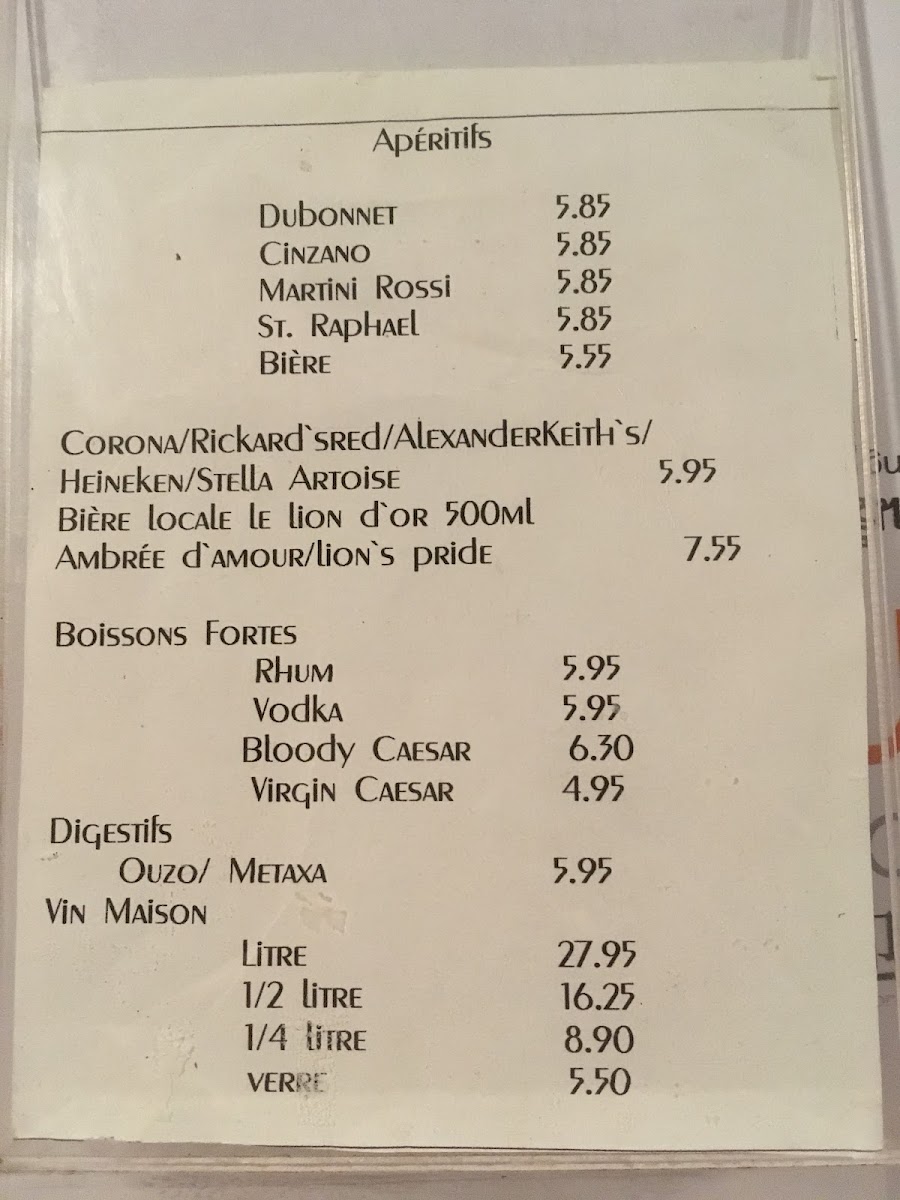 Apéritifs
Dubonnet 5.85
Cinzano 5.85
Martini Rossi 5.85
St. Raphael 5.85
Bière 5.55
Corona/Rickard`sred/AlexanderKeith`s/
Heineken/Stella Artoise 5.95
Bière locale le lion d`or 500ml
Ambrée d`amour/lion`s pride 7.55
Boissons Fortes
Rhum 5.95
Vodka 5.95
Bloody Caesar 6.30
Virgin Caesar 4.95
Digestifs
Ouzo/ Metaxa 5.95
Vin Maison
Litre 27.95
1/2 litre 16.25
1/4 litre 8.90
verre 5.50